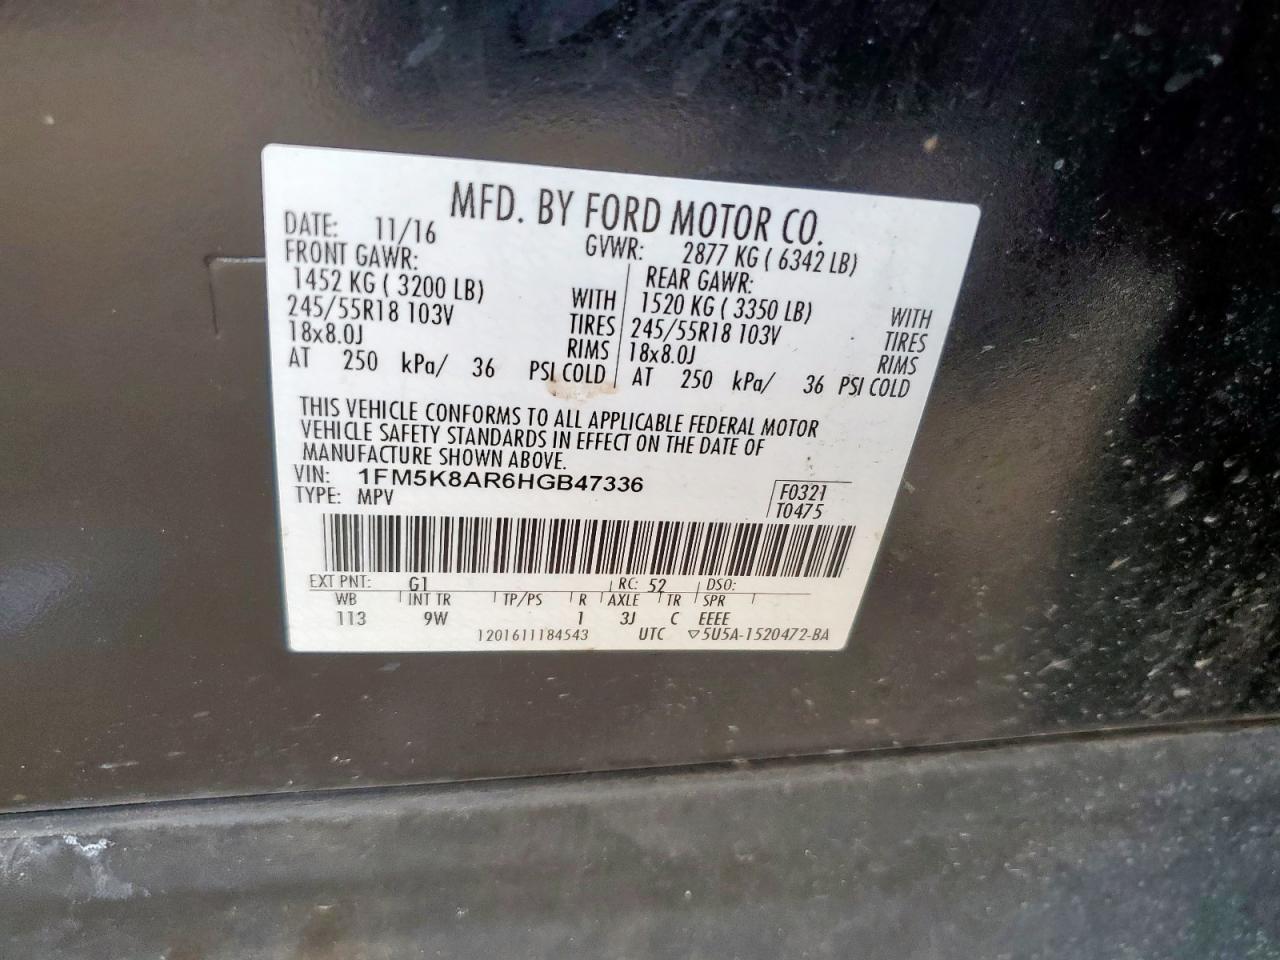 MFD. BY FORD MOTOR CO.
DATE: 11/16 GVWR: 2877 KG ( 6342 LB)
FRONT GAWR: REAR GAWR:
1452 KG ( 3200 LB) WITH 1520 KG ( 3350 LB) WITH
245/55R18 103V TIRES 245/55R18 103V TIRES
18x8.0J RIMS 18x8.0J RIMS
AT 250 kPa/ 36 PSI COLD AT 250 kPa/ 36 PSI COLD
THIS VEHICLE CONFORMS TO ALL APPLICABLE FEDERAL MOTOR
VEHICLE SAFETY STANDARDS IN EFFECT ON THE DATE OF
MANUFACTURE SHOWN ABOVE.
VIN: 1FM5K8AR6HGB47336 F0321
TYPE: MPV T0475
EXT PNT: G1 RC: 52 DSO:
WB INT TR TP/PS R AXLE TR SPR
113 9W 1 3J C EEEE
1201611184543 UTC ▽5U5A-1520472-BA